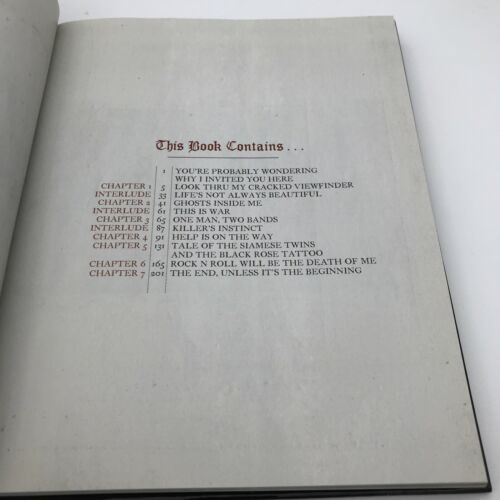 This Book Contains...
1 YOU'RE PROBABLY WONDERING
WHY I INVITED YOU HERE
CHAPTER 1 5 LOOK THRU MY CRACKED VIEWFINDER
INTERLUDE 33 LIFE'S NOT ALWAYS BEAUTIFUL
CHAPTER 2 41 GHOSTS INSIDE ME
INTERLUDE 61 THIS IS WAR
CHAPTER 3 65 ONE MAN, TWO BANDS
INTERLUDE 87 KILLER'S INSTINCT
CHAPTER 4 91 HELP IS ON THE WAY
CHAPTER 5 131 TALE OF THE SIAMESE TWINS
AND THE BLACK ROSE TATTOO
CHAPTER 6 165 ROCK N ROLL WILL BE THE DEATH OF ME
CHAPTER 7 201 THE END, UNLESS IT'S THE BEGINNING